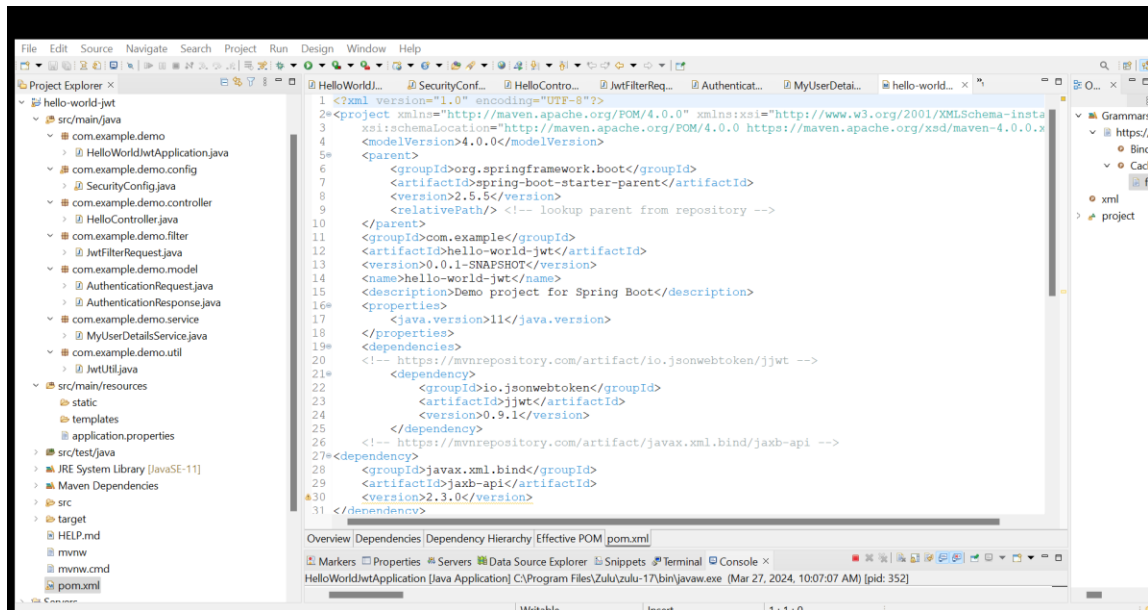 File Edit Source Navigate Search Project Run Design Window Help
Project Explorer ×
hello-world-jwt
src/main/java
com.example.demo
HelloWorldJwtApplication.java
com.example.demo.config
SecurityConfig.java
com.example.demo.controller
HelloController.java
com.example.demo.filter
JwtFilterRequest.java
com.example.demo.model
AuthenticationRequest.java
AuthenticationResponse.java
com.example.demo.service
MyUserDetailsService.java
com.example.demo.util
JwtUtil.java
src/main/resources
static
templates
application.properties
src/test/java
JRE System Library [JavaSE-11]
Maven Dependencies
src
target
HELP.md
mvnw
mvnw.cmd
pom.xml
Servers
HelloWorldJ... SecurityConf... HelloContro... JwtFilterReq... Authenticat... MyUserDetai... hello-world... ×
1 <?xml version="1.0" encoding="UTF-8"?>
2 <project xmlns="http://maven.apache.org/POM/4.0.0" xmlns:xsi="http://www.w3.org/2001/XMLSchema-insta
3 xsi:schemaLocation="http://maven.apache.org/POM/4.0.0 https://maven.apache.org/xsd/maven-4.0.0.x
4 <modelVersion>4.0.0</modelVersion>
5 <parent>
6 <groupId>org.springframework.boot</groupId>
7 <artifactId>spring-boot-starter-parent</artifactId>
8 <version>2.5.5</version>
9 <relativePath/> <!-- lookup parent from repository -->
10 </parent>
11 <groupId>com.example</groupId>
12 <artifactId>hello-world-jwt</artifactId>
13 <version>0.0.1-SNAPSHOT</version>
14 <name>hello-world-jwt</name>
15 <description>Demo project for Spring Boot</description>
16 <properties>
17 <java.version>11</java.version>
18 </properties>
19 <dependencies>
20 <!-- https://mvnrepository.com/artifact/io.jsonwebtoken/jjwt -->
21 <dependency>
22 <groupId>io.jsonwebtoken</groupId>
23 <artifactId>jjwt</artifactId>
24 <version>0.9.1</version>
25 </dependency>
26 <!-- https://mvnrepository.com/artifact/javax.xml.bind/jaxb-api -->
27 <dependency>
28 <groupId>javax.xml.bind</groupId>
29 <artifactId>jaxb-api</artifactId>
30 <version>2.3.0</version>
31 </dependency>
Overview Dependencies Dependency Hierarchy Effective POM pom.xml
Markers Properties Servers Data Source Explorer Snippets Terminal Console ×
HelloWorldJwtApplication [Java Application] C:\Program Files\Zulu\zulu-17\bin\javaw.exe (Mar 27, 2024, 10:07:07 AM) [pid: 352]
Writable Insert 1 : 1 : 0
O... ×
Grammars
https:/
Bind
Cac
f
xml
project